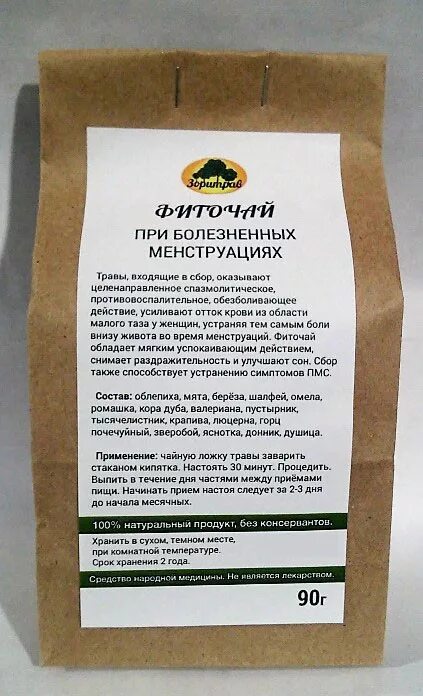 Зоритрав
ФИТОЧАЙ
ПРИ БОЛЕЗНЕННЫХ
МЕНСТРУАЦИЯХ
Травы, входящие в сбор, оказывают
целенаправленное спазмолитическое,
противовоспалительное, обезболивающее
действие, усиливают отток крови из области
малого таза у женщин, устраняя тем самым боли
внизу живота во время менструаций. Фиточай
обладает мягким успокаивающим действием,
снимает раздражительность и улучшают сон. Сбор
также способствует устранению симптомов ПМС.
Состав: облепиха, мята, берёза, шалфей, омела,
ромашка, кора дуба, валериана, пустырник,
тысячелистник, крапива, люцерна, горц
почечуйный, зверобой, яснотка, донник, душица.
Применение: чайную ложку травы заварить
стаканом кипятка. Настоять 30 минут. Процедить.
Выпить в течение дня частями между приёмами
пищи. Начинать прием настоя следует за 2-3 дня
до начала месячных.
100% натуральный продукт, без консервантов.
Хранить в сухом, темном месте,
при комнатной температуре.
Срок хранения 2 года.
Средство народной медицины. Не является лекарством.
90г